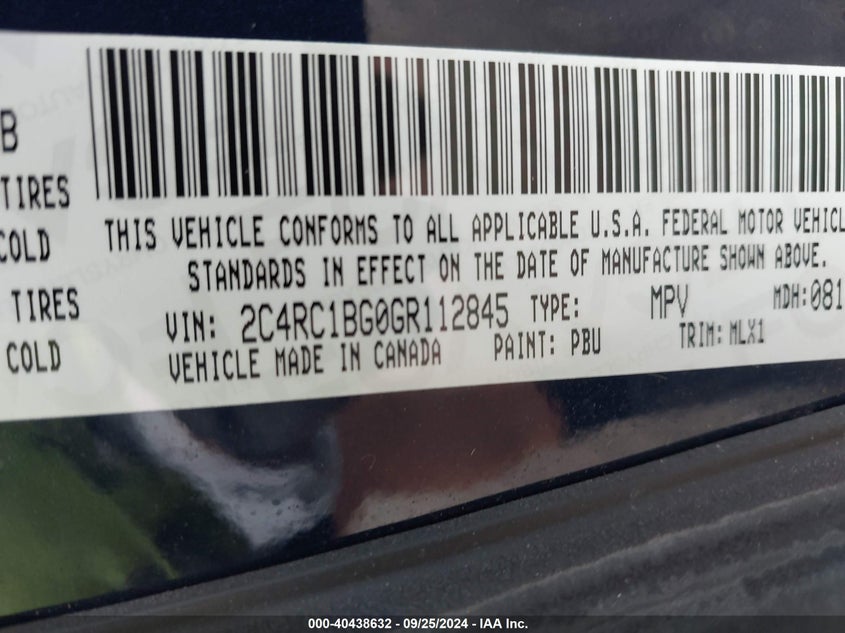 B
TIRES
COLD
TIRES
COLD
THIS VEHICLE CONFORMS TO ALL APPLICABLE U.S.A. FEDERAL MOTOR VEHICL
STANDARDS IN EFFECT ON THE DATE OF MANUFACTURE SHOWN ABOVE.
VIN: 2C4RC1BG0GR112845 TYPE: MPV MDH:081
VEHICLE MADE IN CANADA PAINT: PBU TRIM: MLX1
000-40438632 - 09/25/2024 - IAA Inc.